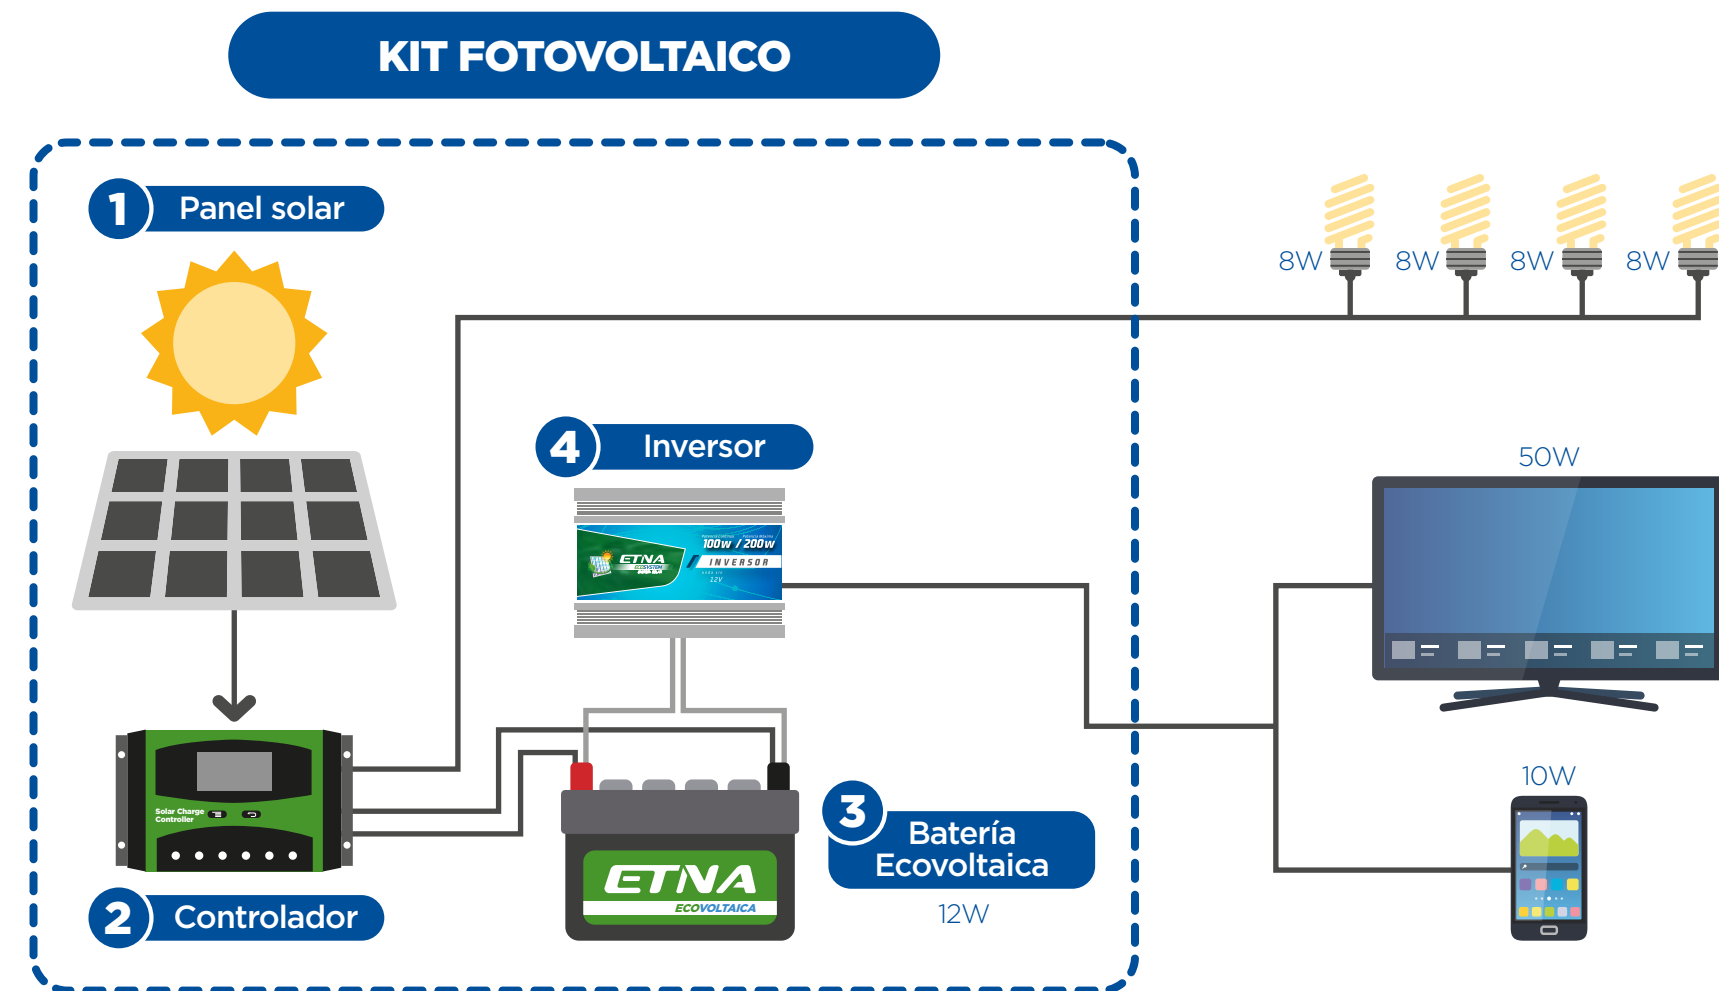 KIT FOTOVOLTAICO
1 Panel solar
8W 8W 8W 8W
4 Inversor
50W
100w / 200w
ETNA
INVERSOR
12V
10W
Solar Charge
Controller
3 Batería
Ecovoltaica
12W
ETNA
ECOVOLTAICA
2 Controlador